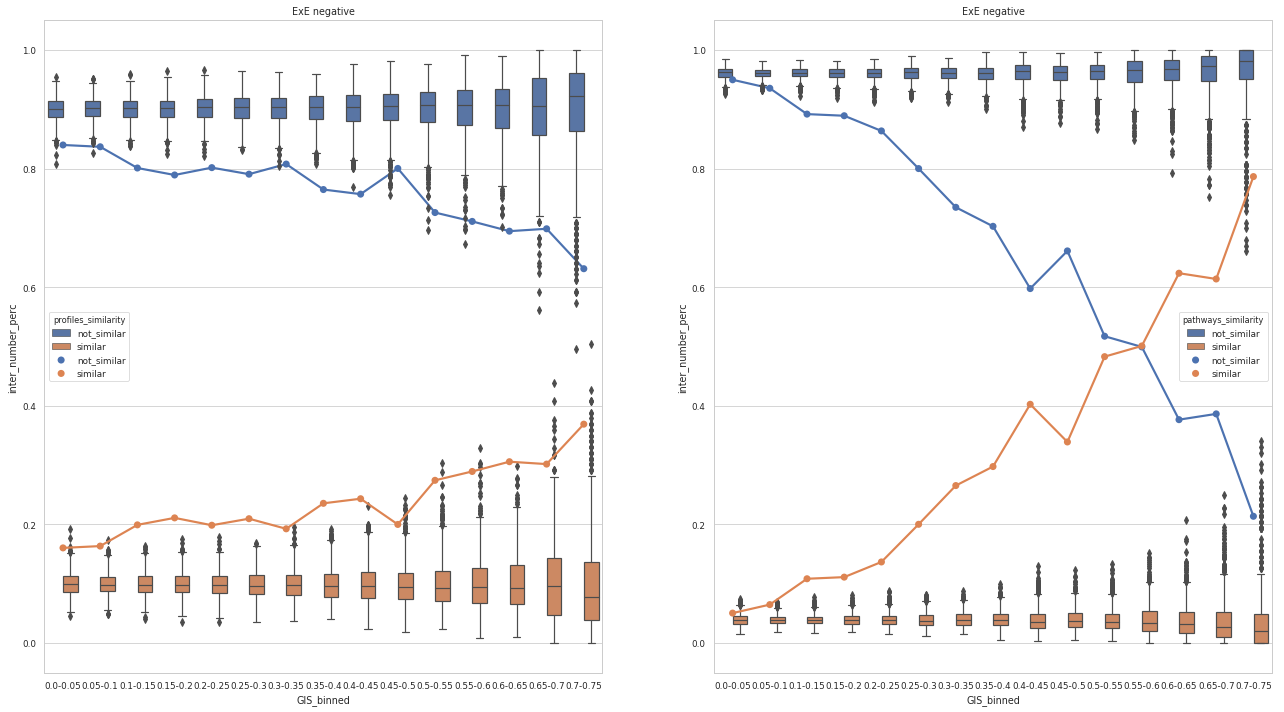 ExE negative
inter_number_perc
1.0
0.8
0.6
0.4
0.2
0.0
profiles_similarity
not_similar
similar
not_similar
similar
0.0-0.05 0.05-0.1 0.1-0.15 0.15-0.2 0.2-0.25 0.25-0.3 0.3-0.35 0.35-0.4 0.4-0.45 0.45-0.5 0.5-0.55 0.55-0.6 0.6-0.65 0.65-0.7 0.7-0.75
GIS_binned
ExE negative
inter_number_perc
1.0
0.8
0.6
0.4
0.2
0.0
pathways_similarity
not_similar
similar
not_similar
similar
0.0-0.05 0.05-0.1 0.1-0.15 0.15-0.2 0.2-0.25 0.25-0.3 0.3-0.35 0.35-0.4 0.4-0.45 0.45-0.5 0.5-0.55 0.55-0.6 0.6-0.65 0.65-0.7 0.7-0.75
GIS_binned